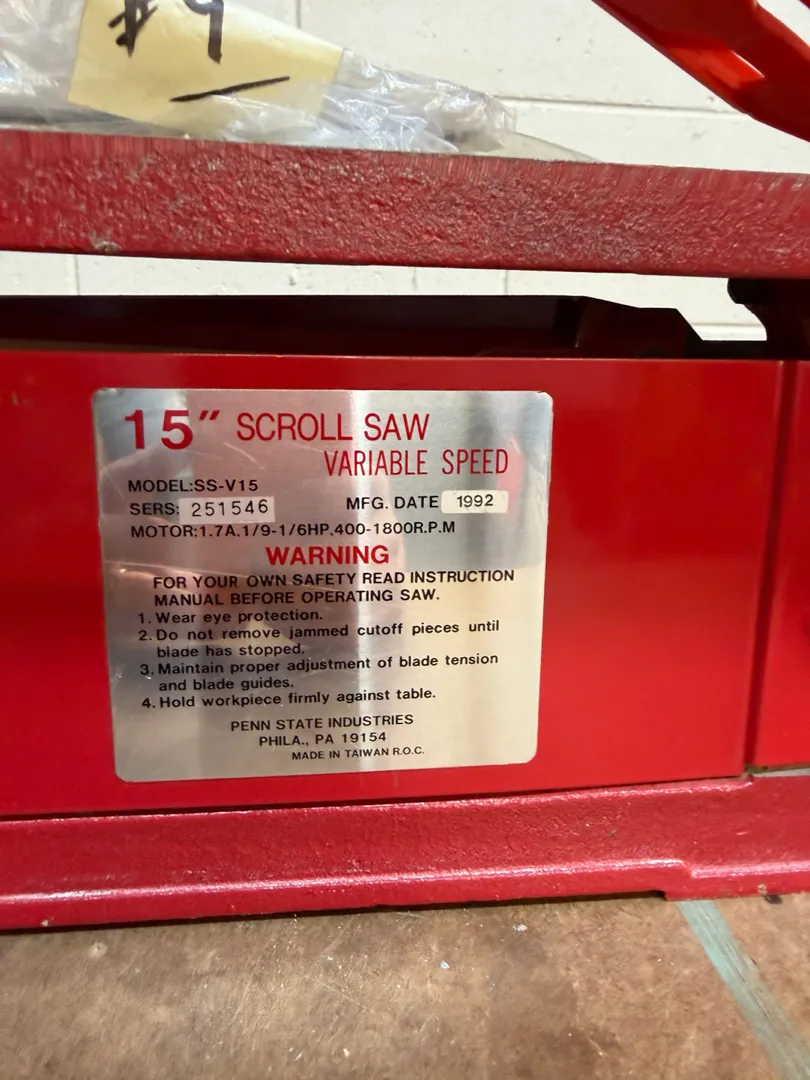 #9
15" SCROLL SAW
VARIABLE SPEED
MODEL:SS-V15
SERS: 251546 MFG. DATE 1992
MOTOR:1.7A.1/9-1/6HP.400-1800R.P.M
WARNING
FOR YOUR OWN SAFETY READ INSTRUCTION
MANUAL BEFORE OPERATING SAW.
1. Wear eye protection.
2. Do not remove jammed cutoff pieces until
blade has stopped.
3. Maintain proper adjustment of blade tension
and blade guides.
4. Hold workpiece firmly against table.
PENN STATE INDUSTRIES
PHILA., PA 19154
MADE IN TAIWAN R.O.C.